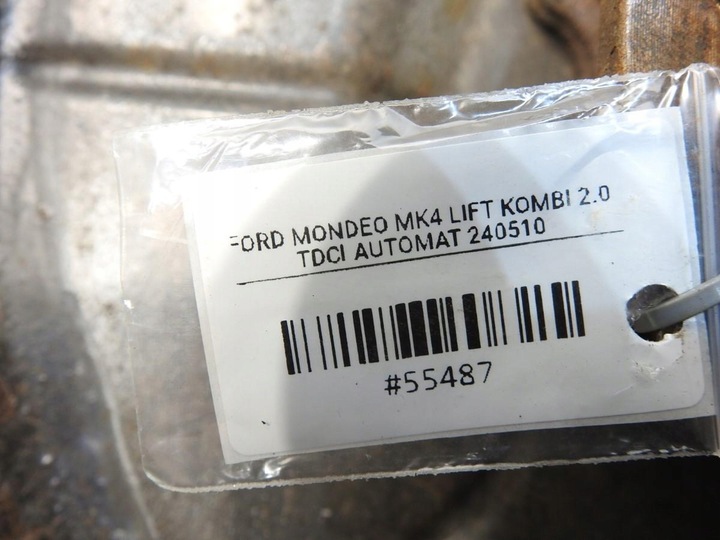 FORD MONDEO MK4 LIFT KOMBI 2.0
TDCI AUTOMAT 240510
#55487